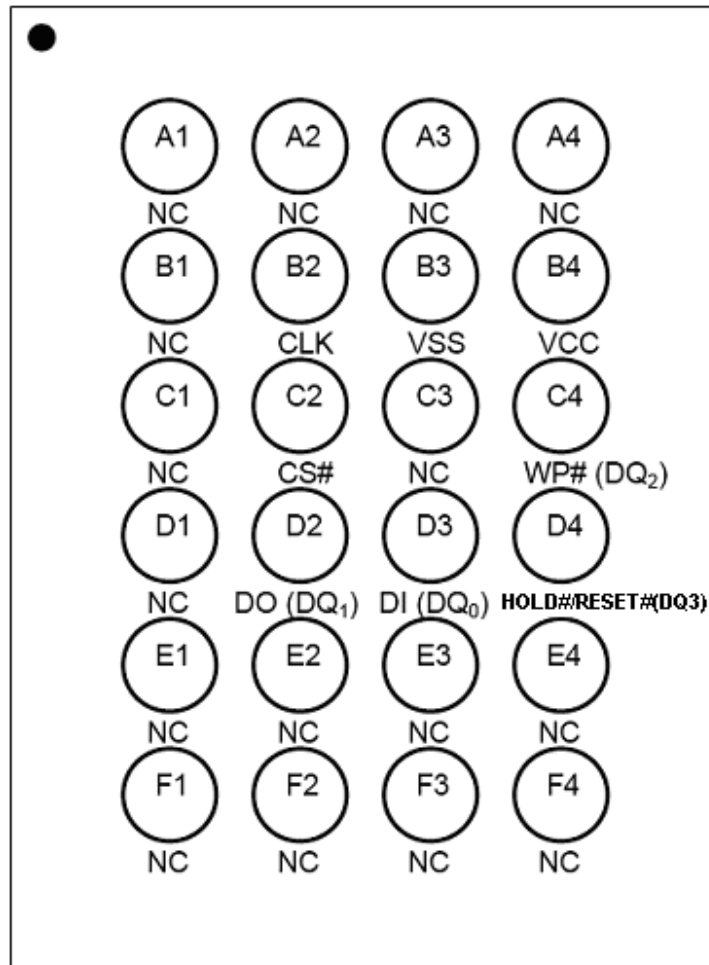 A1 A2 A3 A4
NC NC NC NC
B1 B2 B3 B4
NC CLK VSS VCC
C1 C2 C3 C4
NC CS# NC WP# (DQ₂)
D1 D2 D3 D4
NC DO (DQ₁) DI (DQ₀) HOLD#/RESET#(DQ3)
E1 E2 E3 E4
NC NC NC NC
F1 F2 F3 F4
NC NC NC NC